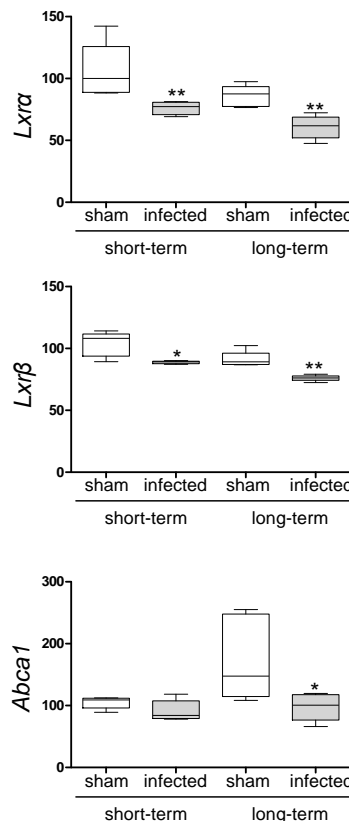 150
100
50
0
Lxrα
**
**
sham infected sham infected
short-term long-term
150
100
50
0
Lxrβ
*
**
sham infected sham infected
short-term long-term
300
200
100
0
Abca1
*
sham infected sham infected
short-term long-term